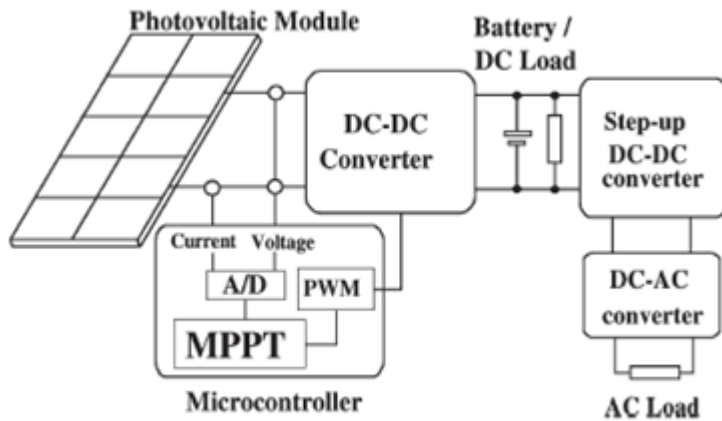 Photovoltaic Module
Battery /
DC Load
DC-DC
Converter
Step-up
DC-DC
converter
Current Voltage
A/D
PWM
MPPT
Microcontroller
DC-AC
converter
AC Load